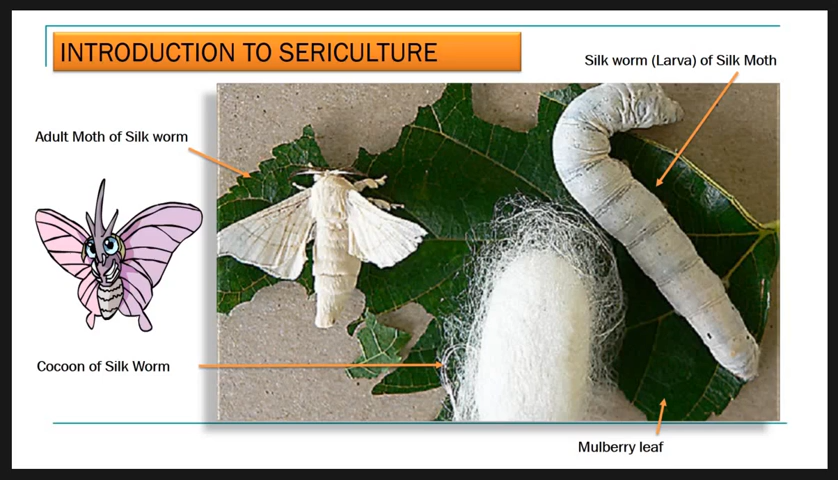 INTRODUCTION TO SERICULTURE
Silk worm (Larva) of Silk Moth
Adult Moth of Silk worm
Cocoon of Silk Worm
Mulberry leaf